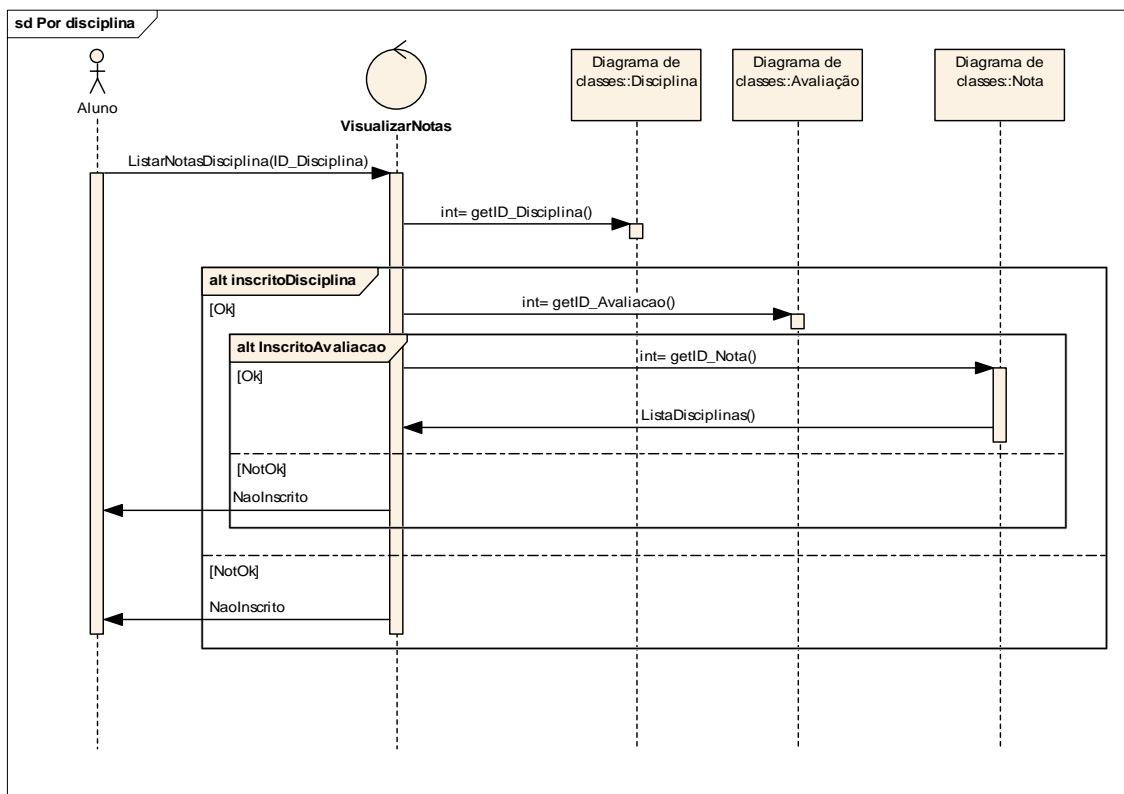 sd Por disciplina
Aluno
VisualizarNotas
Diagrama de
classes::Disciplina
Diagrama de
classes::Avaliação
Diagrama de
classes::Nota
ListarNotasDisciplina(ID_Disciplina)
int= getID_Disciplina()
alt inscritoDisciplina
[Ok]
int= getID_Avaliacao()
alt InscritoAvaliacao
[Ok]
int= getID_Nota()
ListaDisciplinas()
[NotOk]
NaoInscrito
[NotOk]
NaoInscrito